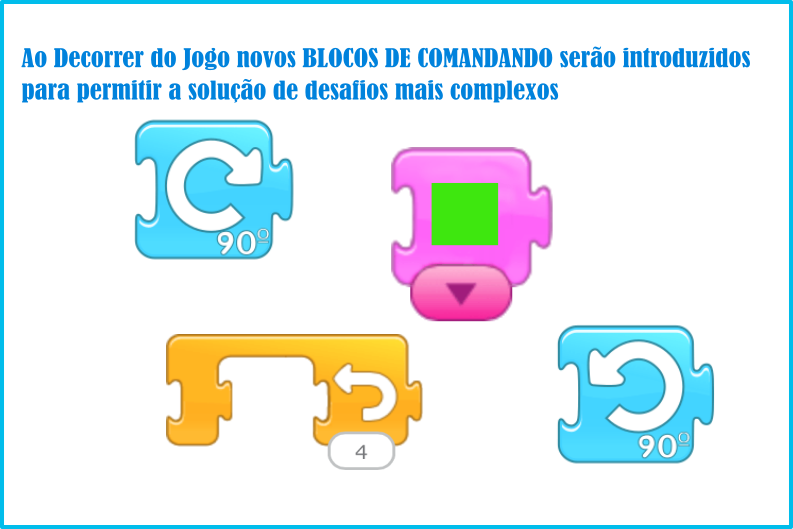 Ao Decorrer do Jogo novos BLOCOS DE COMANDANDO serão introduzidos
para permitir a solução de desafios mais complexos
90º
4
90º